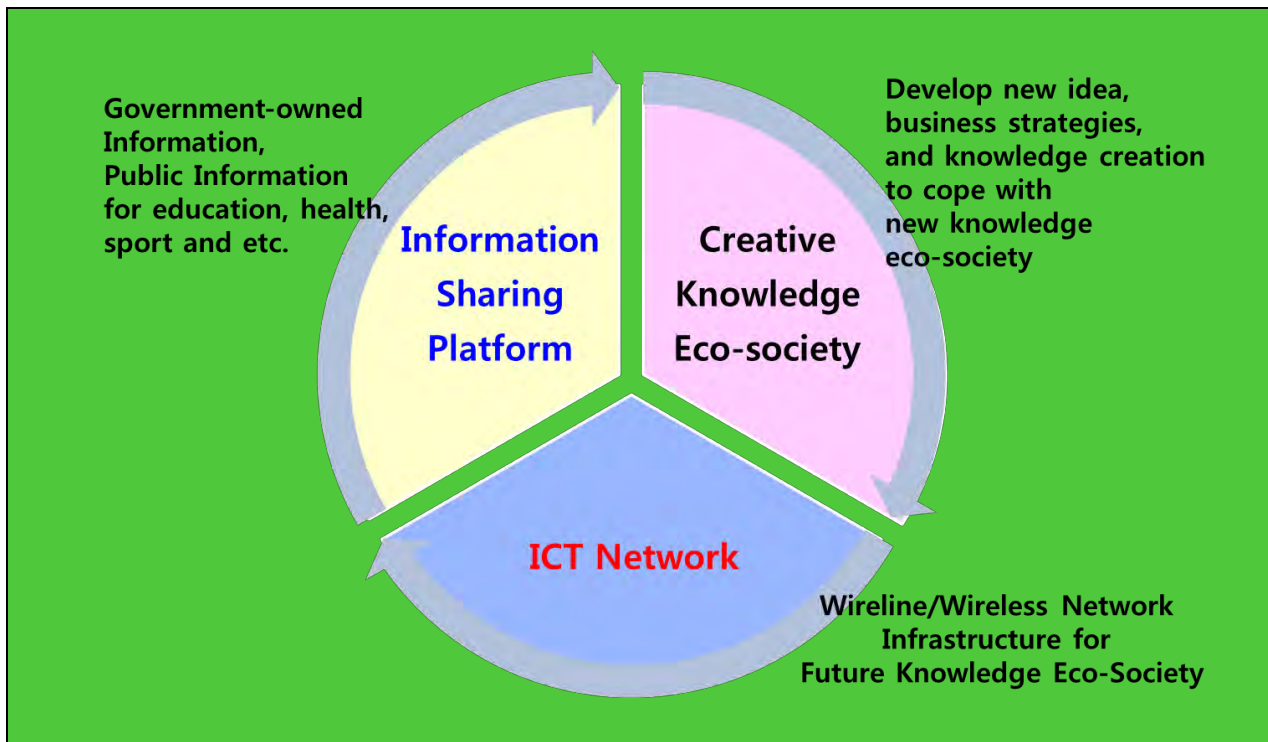 Government-owned
Information,
Public Information
for education, health,
sport and etc.
Information
Sharing
Platform
Develop new idea,
business strategies,
and knowledge creation
to cope with
new knowledge
eco-society
Creative
Knowledge
Eco-society
ICT Network
Wireline/Wireless Network
Infrastructure for
Future Knowledge Eco-Society